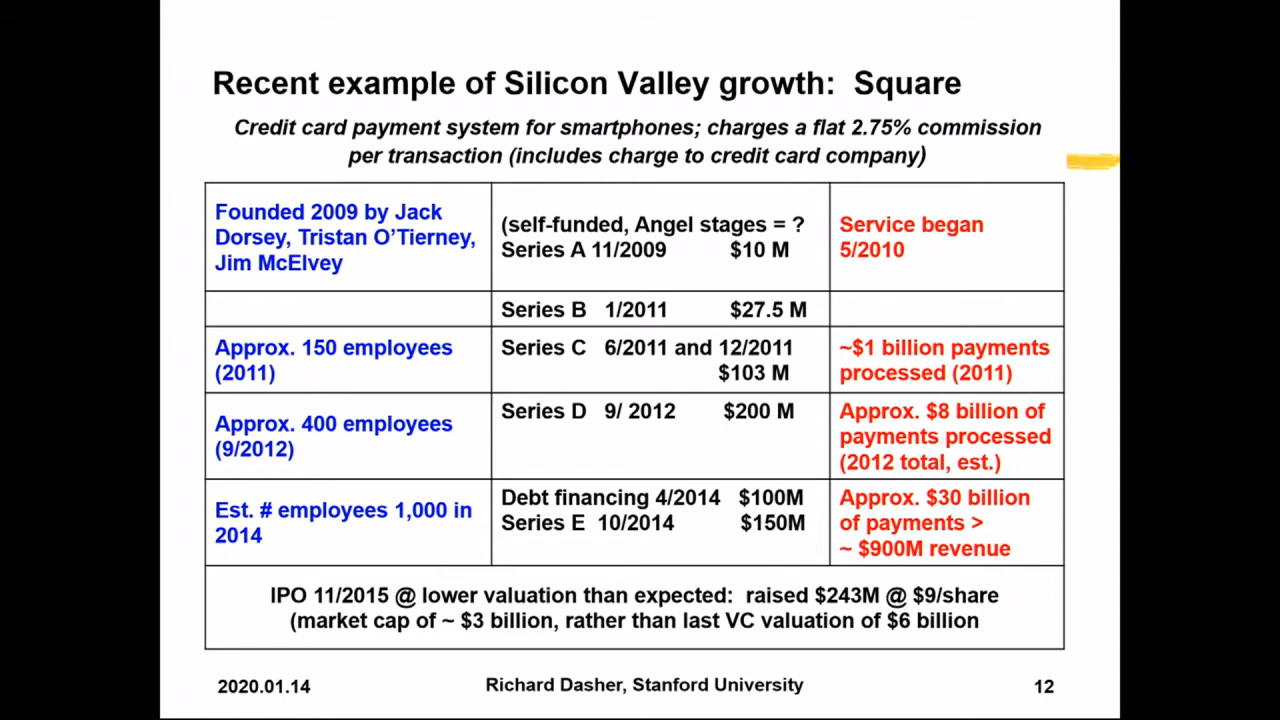 Recent example of Silicon Valley growth:  Square
Credit card payment system for smartphones; charges a flat 2.75% commission
per transaction (includes charge to credit card company)
Founded 2009 by Jack
Dorsey, Tristan O’Tierney,
Jim McElvey
(self-funded, Angel stages = ?
Series A 11/2009 $10 M
Service began
5/2010
Series B 1/2011 $27.5 M
Approx. 150 employees
(2011)
Series C 6/2011 and 12/2011
$103 M
~$1 billion payments
processed (2011)
Approx. 400 employees
(9/2012)
Series D 9/ 2012 $200 M
Approx. $8 billion of
payments processed
(2012 total, est.)
Est. # employees 1,000 in
2014
Debt financing 4/2014 $100M
Series E 10/2014 $150M
Approx. $30 billion
of payments >
~ $900M revenue
IPO 11/2015 @ lower valuation than expected:  raised $243M @ $9/share
(market cap of ~ $3 billion, rather than last VC valuation of $6 billion
2020.01.14
Richard Dasher, Stanford University
12